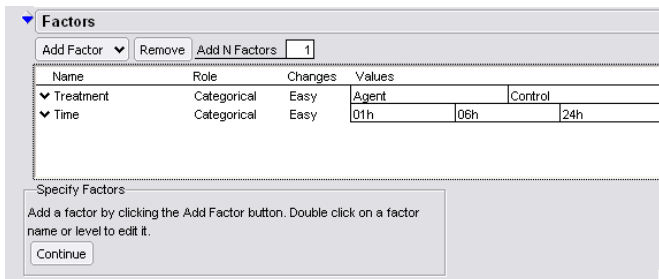 Factors
Add Factor Remove Add N Factors 1
Name Role Changes Values
Treatment Categorical Easy Agent Control
Time Categorical Easy 01h 06h 24h
Specify Factors
Add a factor by clicking the Add Factor button. Double click on a factor
name or level to edit it.
Continue